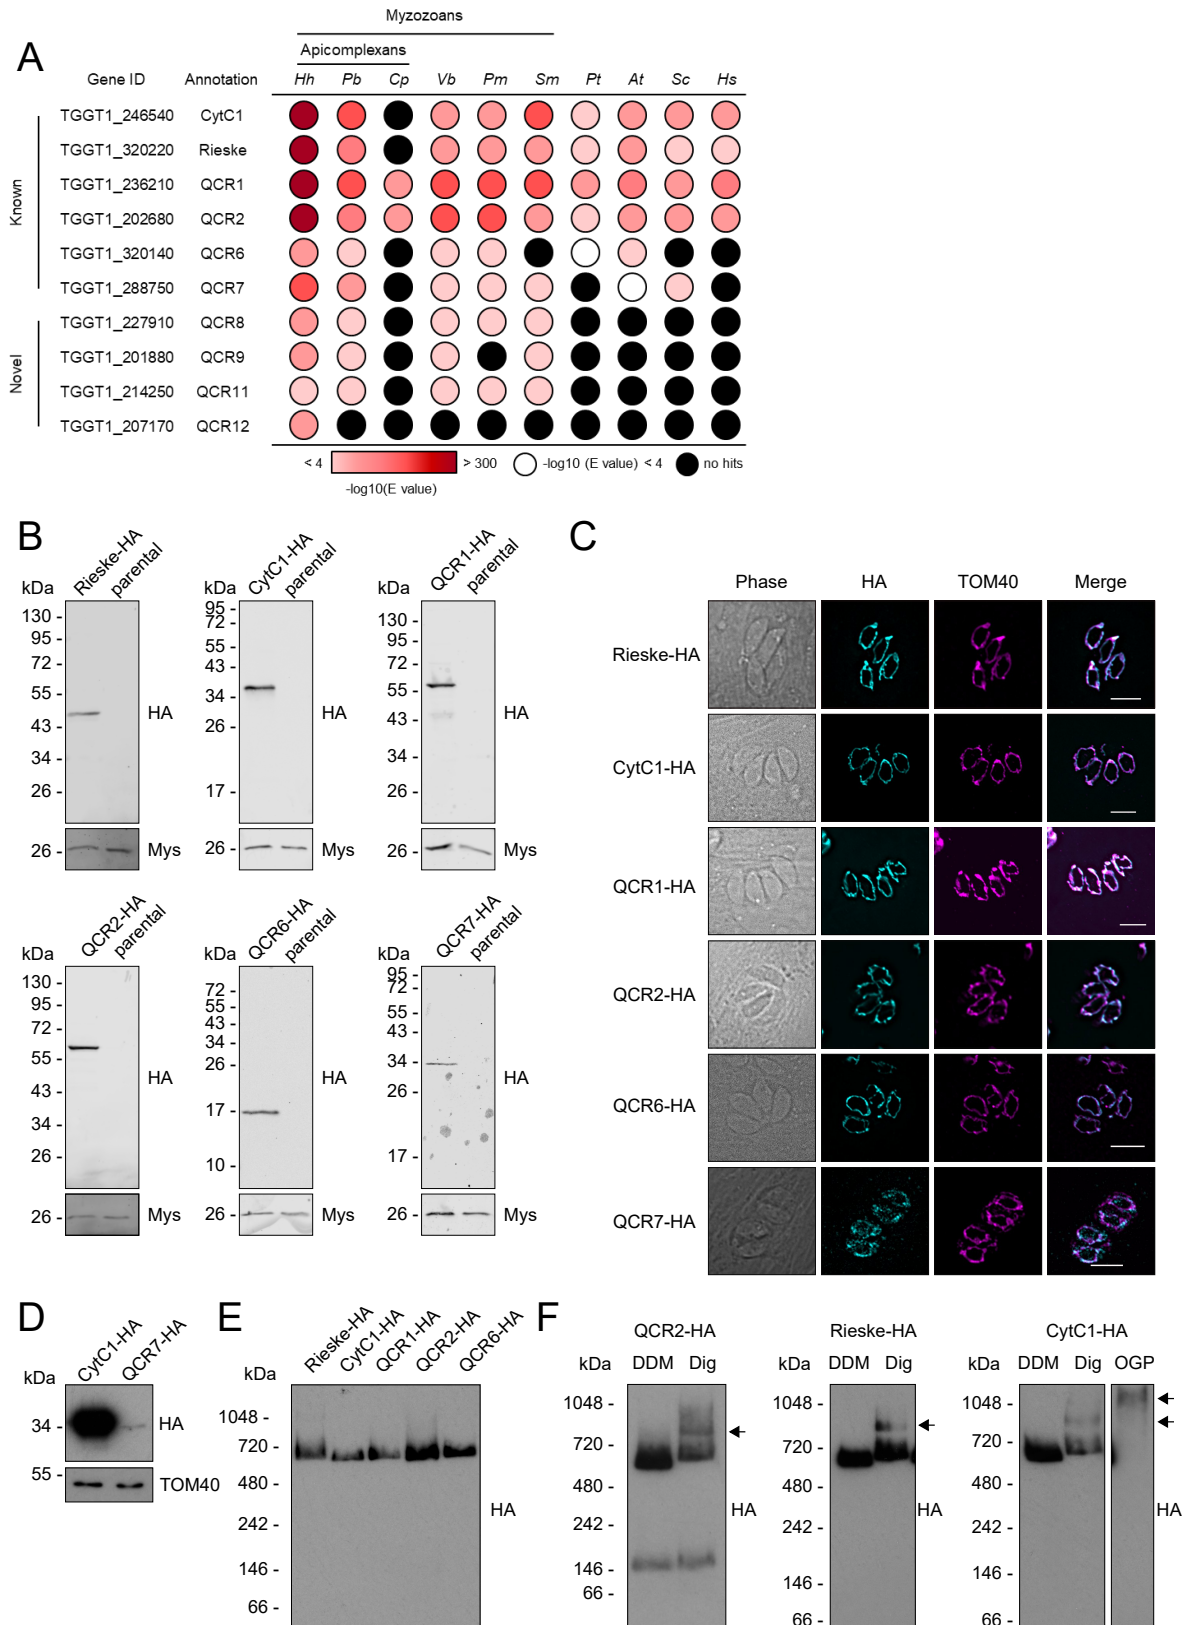 A
Myzozoans
Apicomplexans
Gene ID Annotation Hh Pb Cp Vb Pm Sm Pt At Sc Hs
Known
TGGT1_246540 CytC1
TGGT1_320220 Rieske
TGGT1_236210 QCR1
TGGT1_202680 QCR2
TGGT1_320140 QCR6
TGGT1_288750 QCR7
Novel
TGGT1_227910 QCR8
TGGT1_201880 QCR9
TGGT1_214250 QCR11
TGGT1_207170 QCR12
< 4 > 300 -log10 (E value) < 4 no hits
-log10(E value)
B
kDa Rieske-HA parental
130 -
95 -
72 -
55 -
43 -
34 -
26 -
HA
26 - Mys
kDa CytC1-HA parental
95 -
72 -
55 -
43 -
34 -
26 -
17 -
HA
26 - Mys
kDa QCR1-HA parental
130 -
95 -
72 -
55 -
43 -
34 -
26 -
HA
26 - Mys
kDa QCR2-HA parental
130 -
95 -
72 -
55 -
43 -
34 -
26 -
HA
26 - Mys
kDa QCR6-HA parental
72 -
55 -
43 -
34 -
26 -
17 -
10 -
HA
26 - Mys
kDa QCR7-HA parental
95 -
72 -
55 -
43 -
34 -
26 -
17 -
HA
26 - Mys
C
Phase HA TOM40 Merge
Rieske-HA
CytC1-HA
QCR1-HA
QCR2-HA
QCR6-HA
QCR7-HA
D
kDa CytC1-HA QCR7-HA
34 - HA
55 - TOM40
E
kDa Rieske-HA CytC1-HA QCR1-HA QCR2-HA QCR6-HA
1048 -
720 -
480 -
242 -
146 -
66 -
HA
F
QCR2-HA
kDa DDM Dig
1048 -
720 -
480 -
242 -
146 -
66 -
HA
Rieske-HA
kDa DDM Dig
1048 -
720 -
480 -
242 -
146 -
66 -
HA
CytC1-HA
kDa DDM Dig OGP
1048 -
720 -
480 -
242 -
146 -
66 -
HA